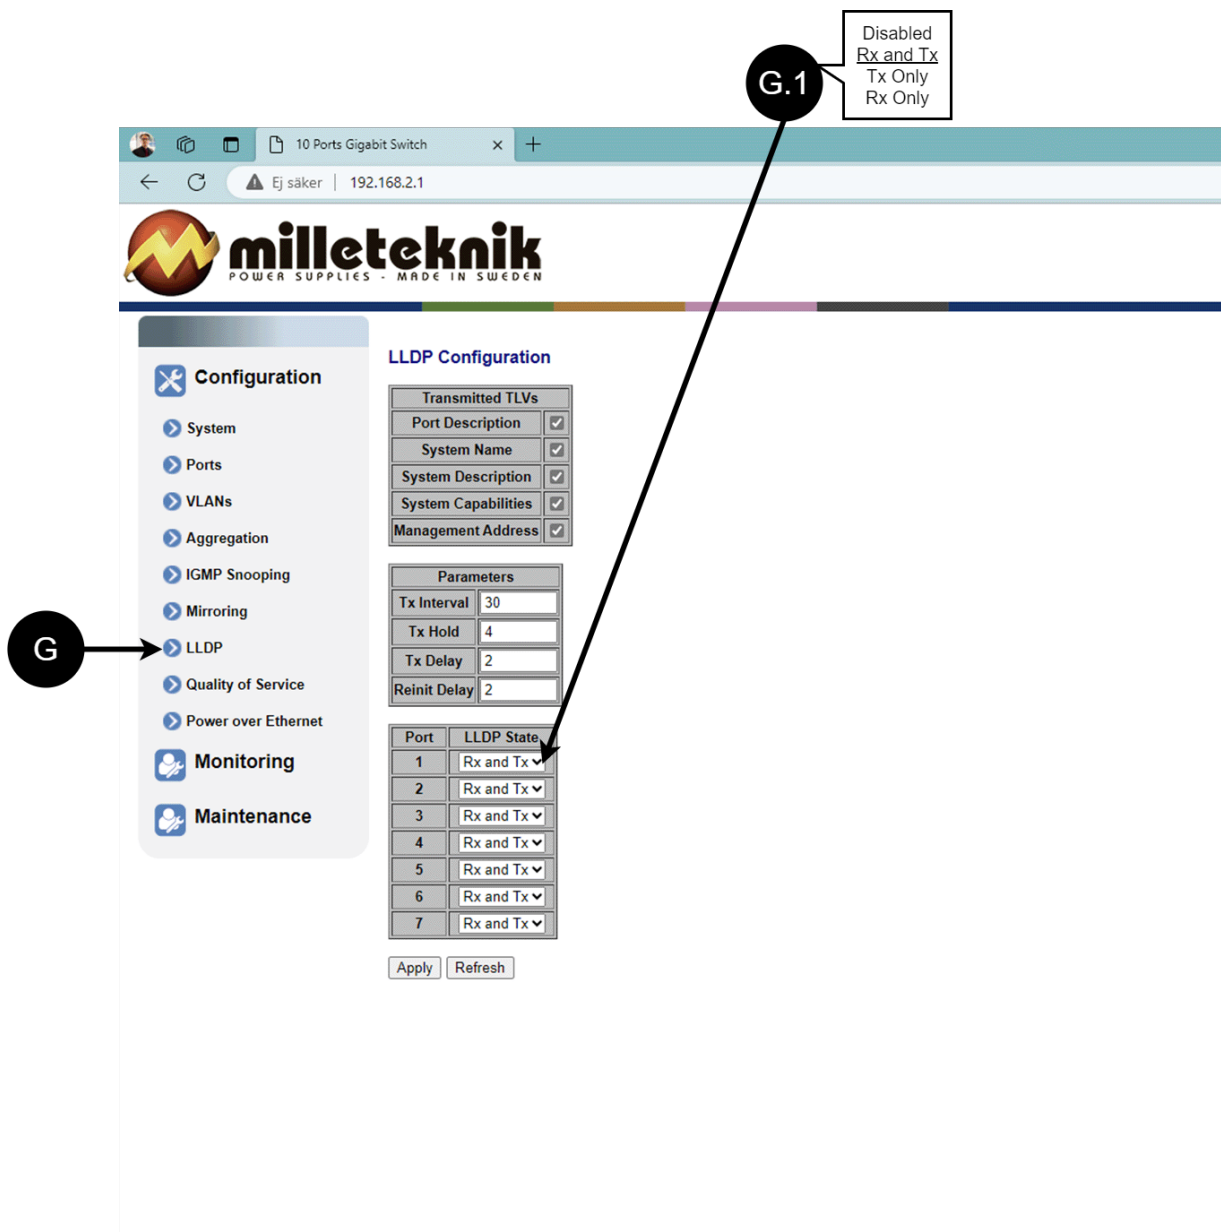 Disabled
Rx and Tx
Tx Only
Rx Only
G.1
10 Ports Gigabit Switch
Ej säker | 192.168.2.1
milleteknik
POWER SUPPLIES - MADE IN SWEDEN
Configuration
System
Ports
VLANs
Aggregation
IGMP Snooping
Mirroring
G
LLDP
Quality of Service
Power over Ethernet
Monitoring
Maintenance
LLDP Configuration
Transmitted TLVs
Port Description
System Name
System Description
System Capabilities
Management Address
Parameters
Tx Interval 30
Tx Hold 4
Tx Delay 2
Reinit Delay 2
Port LLDP State
1 Rx and Tx
2 Rx and Tx
3 Rx and Tx
4 Rx and Tx
5 Rx and Tx
6 Rx and Tx
7 Rx and Tx
Apply Refresh